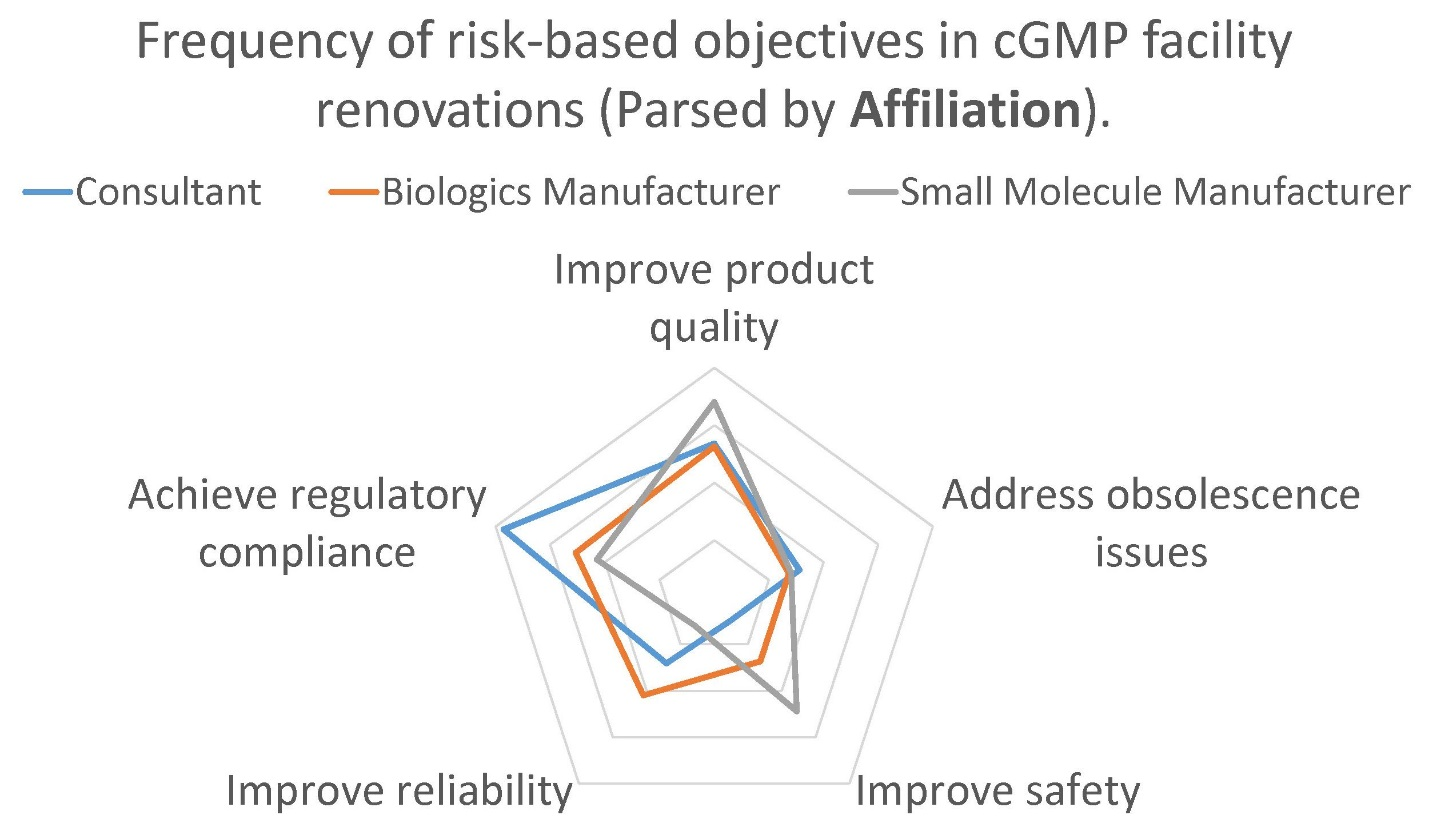 Frequency of risk-based objectives in cGMP facility
renovations (Parsed by Affiliation).
Consultant Biologics Manufacturer Small Molecule Manufacturer
Improve product
quality
Achieve regulatory
compliance
Address obsolescence
issues
Improve reliability
Improve safety